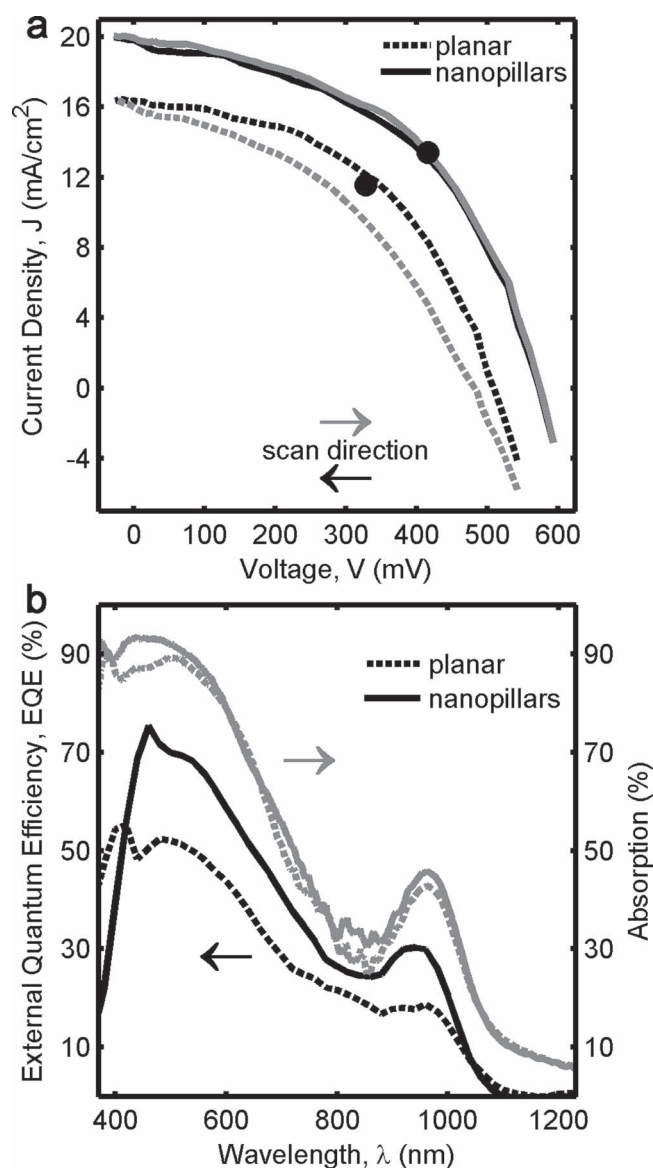 a
20
16
12
8
4
0
-4
Current Density, J (mA/cm²)
planar
nanopillars
scan direction
0 100 200 300 400 500 600
Voltage, V (mV)
b
90
70
50
30
10
External Quantum Efficiency, EQE (%)
planar
nanopillars
90
70
50
30
10
Absorption (%)
400 600 800 1000 1200
Wavelength, λ (nm)